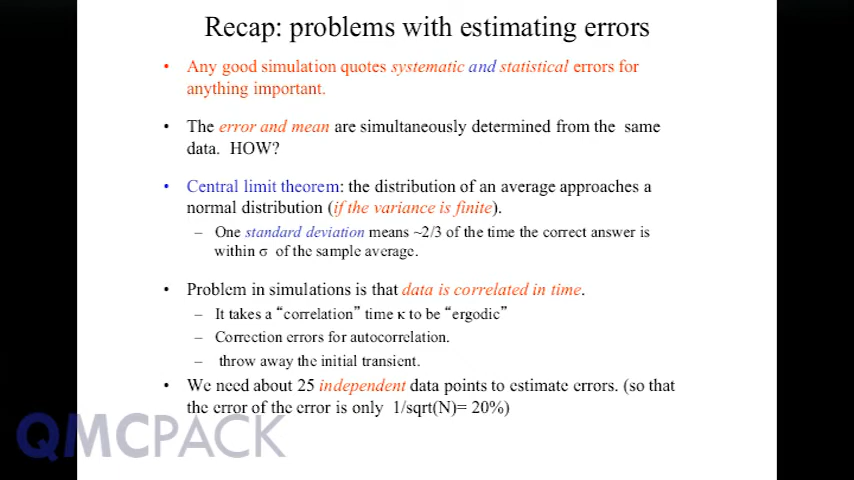 Recap: problems with estimating errors
• Any good simulation quotes systematic and statistical errors for
anything important.
• The error and mean are simultaneously determined from the same
data. HOW?
• Central limit theorem: the distribution of an average approaches a
normal distribution (if the variance is finite).
– One standard deviation means ~2/3 of the time the correct answer is
within σ of the sample average.
• Problem in simulations is that data is correlated in time.
– It takes a “correlation” time κ to be “ergodic”
– Correction errors for autocorrelation.
– throw away the initial transient.
• We need about 25 independent data points to estimate errors. (so that
the error of the error is only 1/sqrt(N)= 20%)
QMCPACK